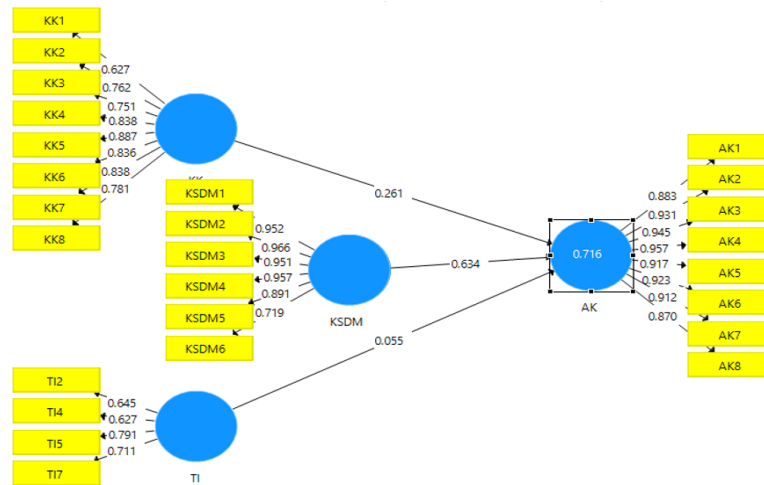 KK1
KK2
KK3
KK4
KK5
KK6
KK7
KK8
0.627
0.762
0.751
0.838
0.887
0.836
0.838
0.781
KK
KSDM1
KSDM2
KSDM3
KSDM4
KSDM5
KSDM6
0.952
0.966
0.951
0.957
0.891
0.719
KSDM
TI2
TI4
TI5
TI7
0.645
0.627
0.791
0.711
TI
0.261
0.634
0.055
0.716
AK
0.883
0.931
0.945
0.957
0.917
0.923
0.912
0.870
AK1
AK2
AK3
AK4
AK5
AK6
AK7
AK8